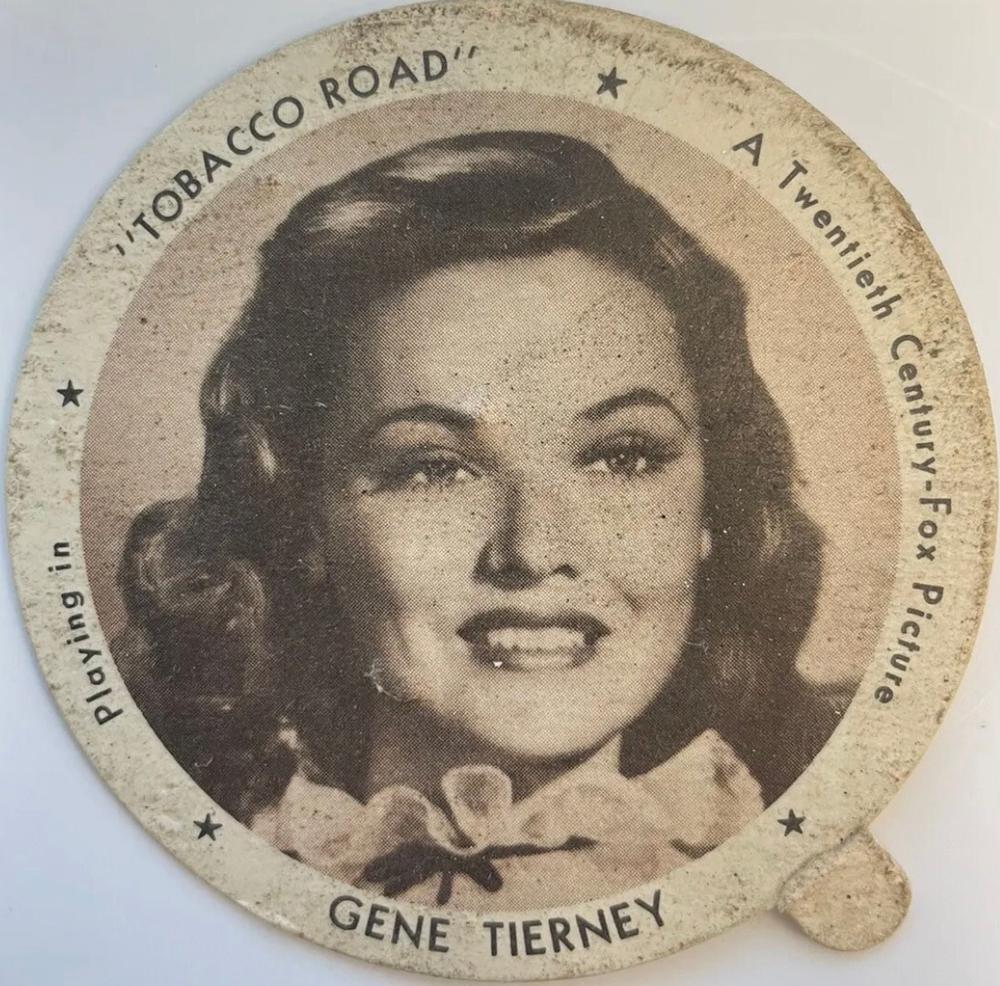 GENE TIERNEY
Playing in
"TOBACCO ROAD"
A Twentieth Century-Fox Picture